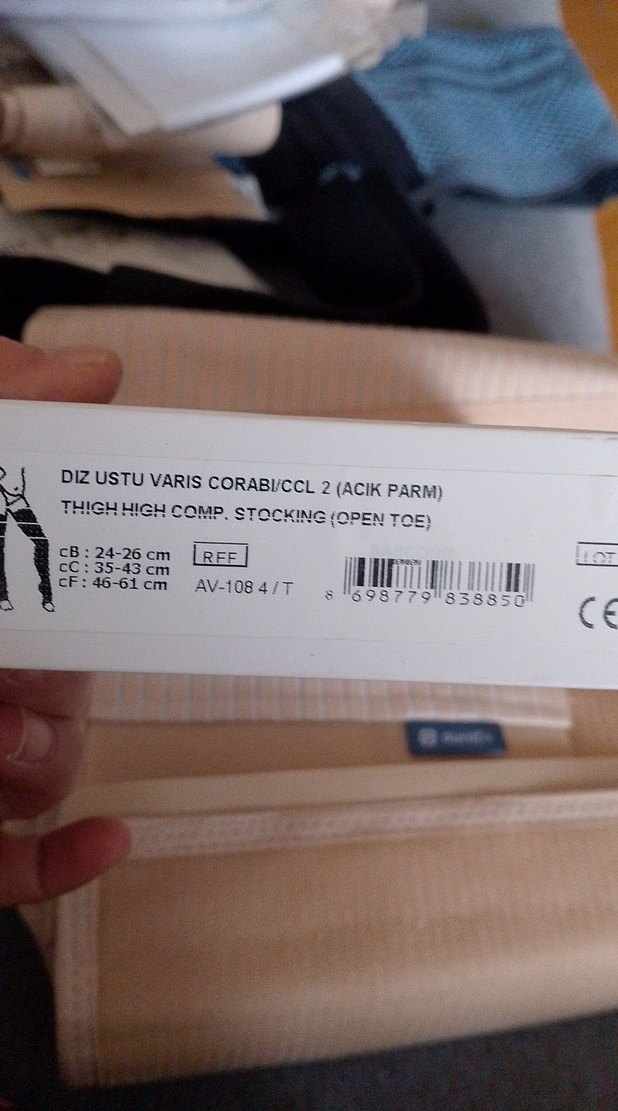 DIZ USTU VARIS CORABI/CCL 2 (ACIK PARM)
THIGH HIGH COMP. STOCKING (OPEN TOE)
cB : 24-26 cm
cC : 35-43 cm
cF : 46-61 cm
REF
AV-108 4 / T
8 698779 838850
LOT
CE